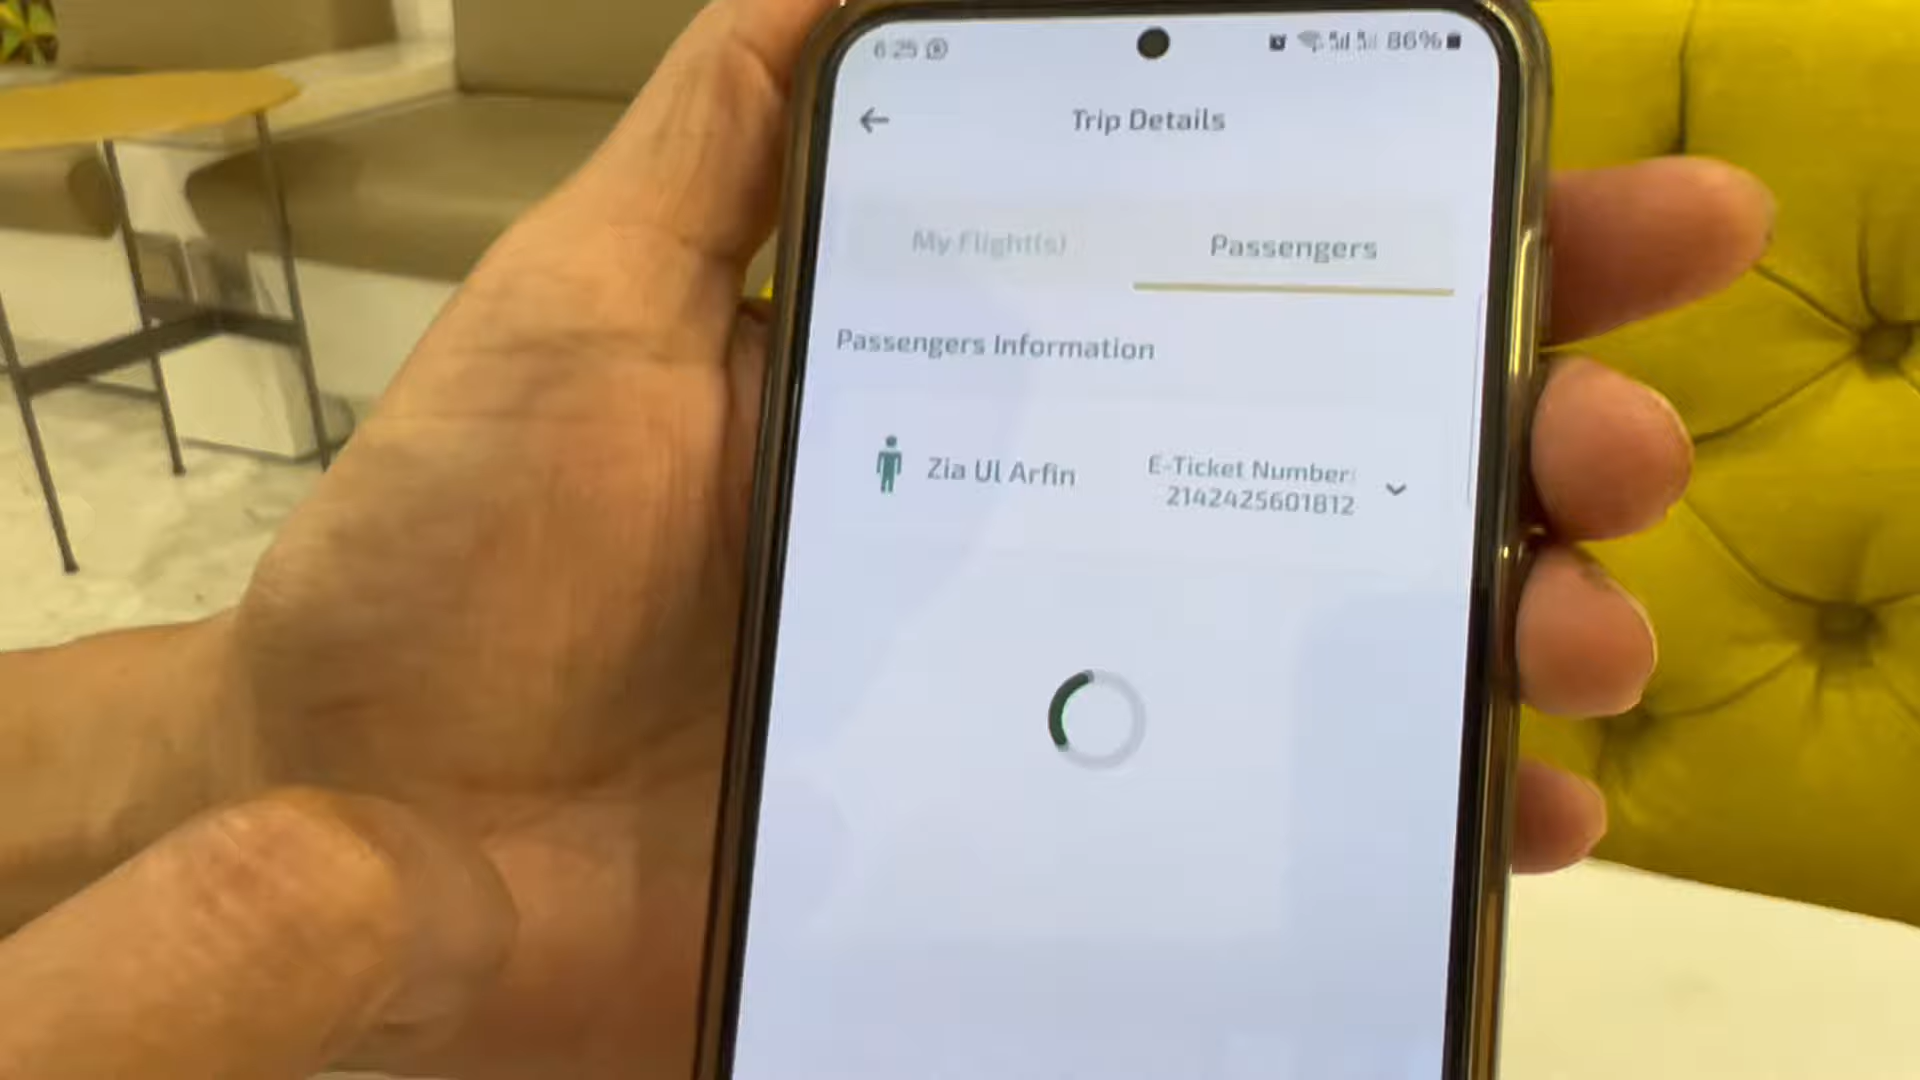 6:25
86%
Trip Details
My Flight(s)
Passengers
Passengers Information
Zia Ul Arfin
E-Ticket Number:
2142425601812